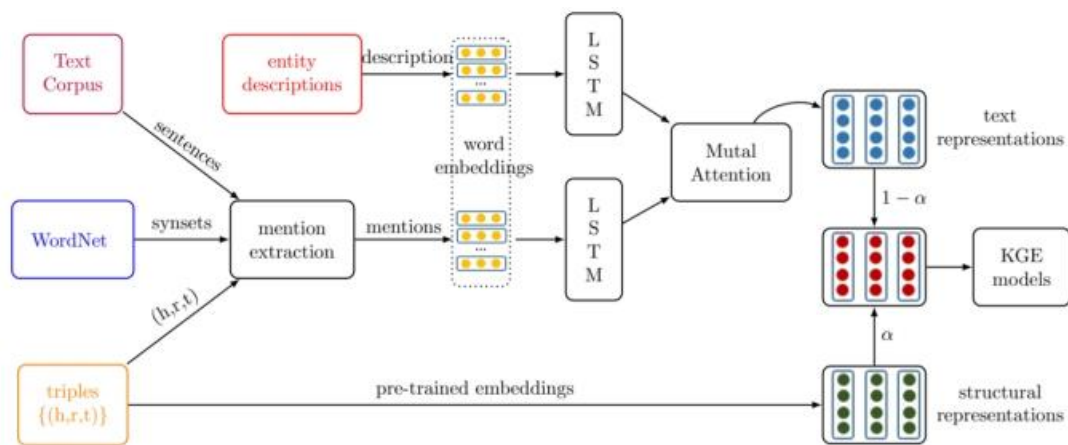 Text
Corpus
entity
descriptions
description
...
L
S
T
M
sentences
word
embeddings
Mutal
Attention
text
representations
1 − α
WordNet
synsets
mention
extraction
mentions
...
L
S
T
M
KGE
models
(h,r,t)
α
triples
{(h,r,t)}
pre-trained embeddings
structural
representations